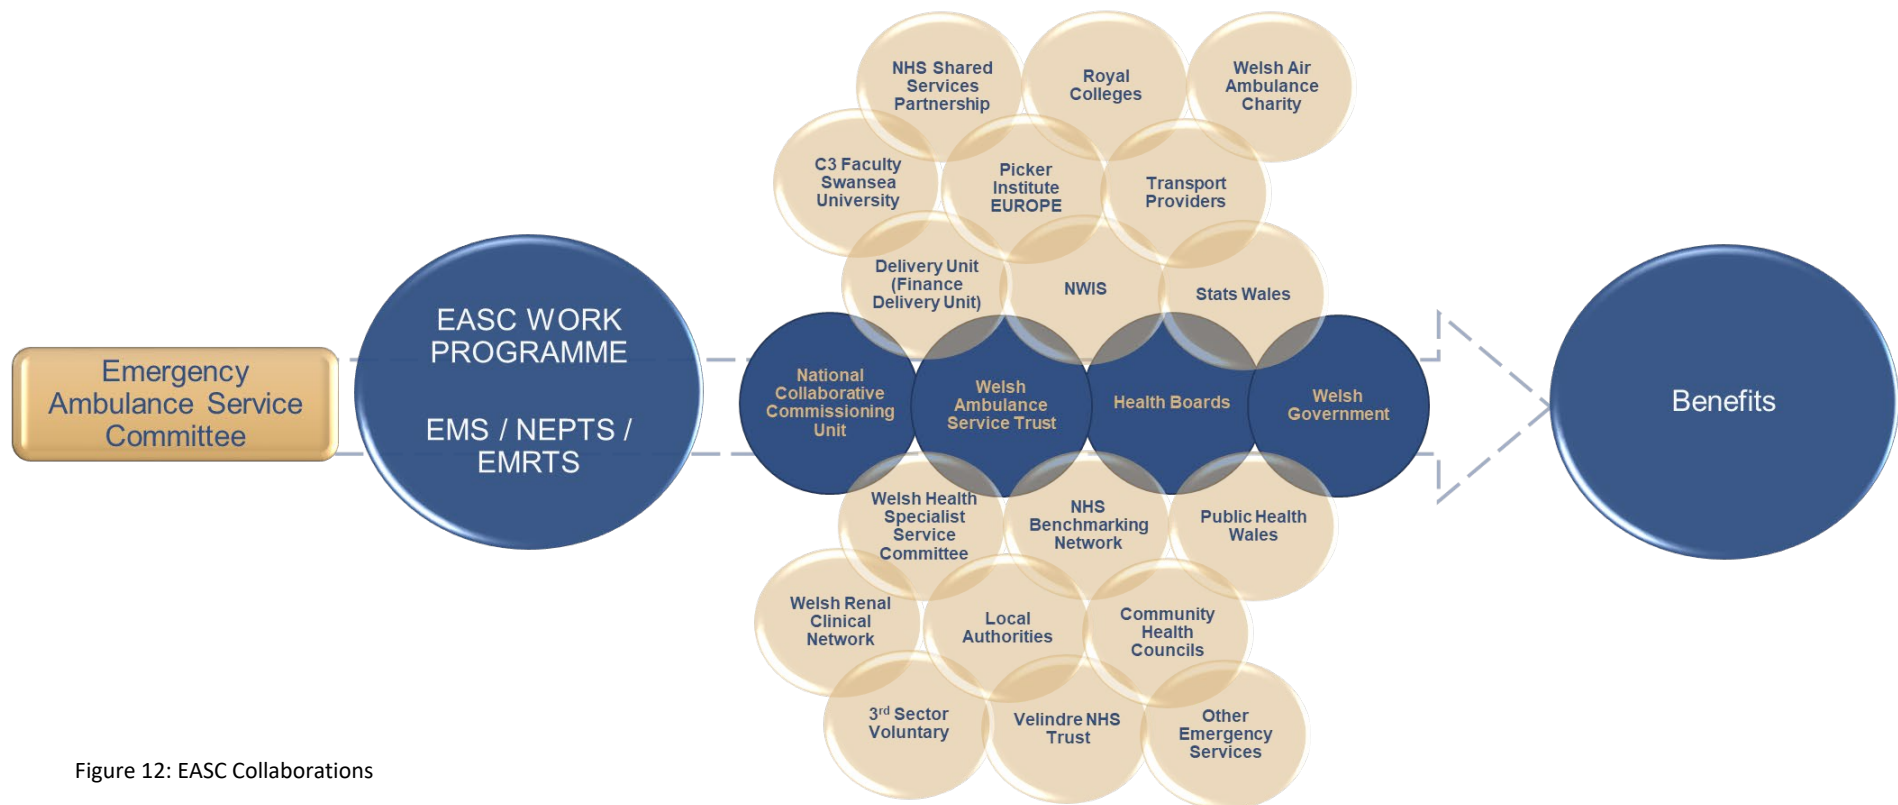 Emergency
Ambulance Service
Committee
EASC WORK
PROGRAMME
EMS / NEPTS /
EMRTS
NHS Shared
Services
Partnership
Royal
Colleges
Welsh Air
Ambulance
Charity
C3 Faculty
Swansea
University
Picker
Institute
EUROPE
Transport
Providers
Delivery Unit
(Finance
Delivery Unit)
NWIS
Stats Wales
National
Collaborative
Commissioning
Unit
Welsh
Ambulance
Service Trust
Health Boards
Welsh
Government
Welsh Health
Specialist
Service
Committee
NHS
Benchmarking
Network
Public Health
Wales
Welsh Renal
Clinical
Network
Local
Authorities
Community
Health
Councils
3rd Sector
Voluntary
Velindre NHS
Trust
Other
Emergency
Services
Benefits
Figure 12: EASC Collaborations